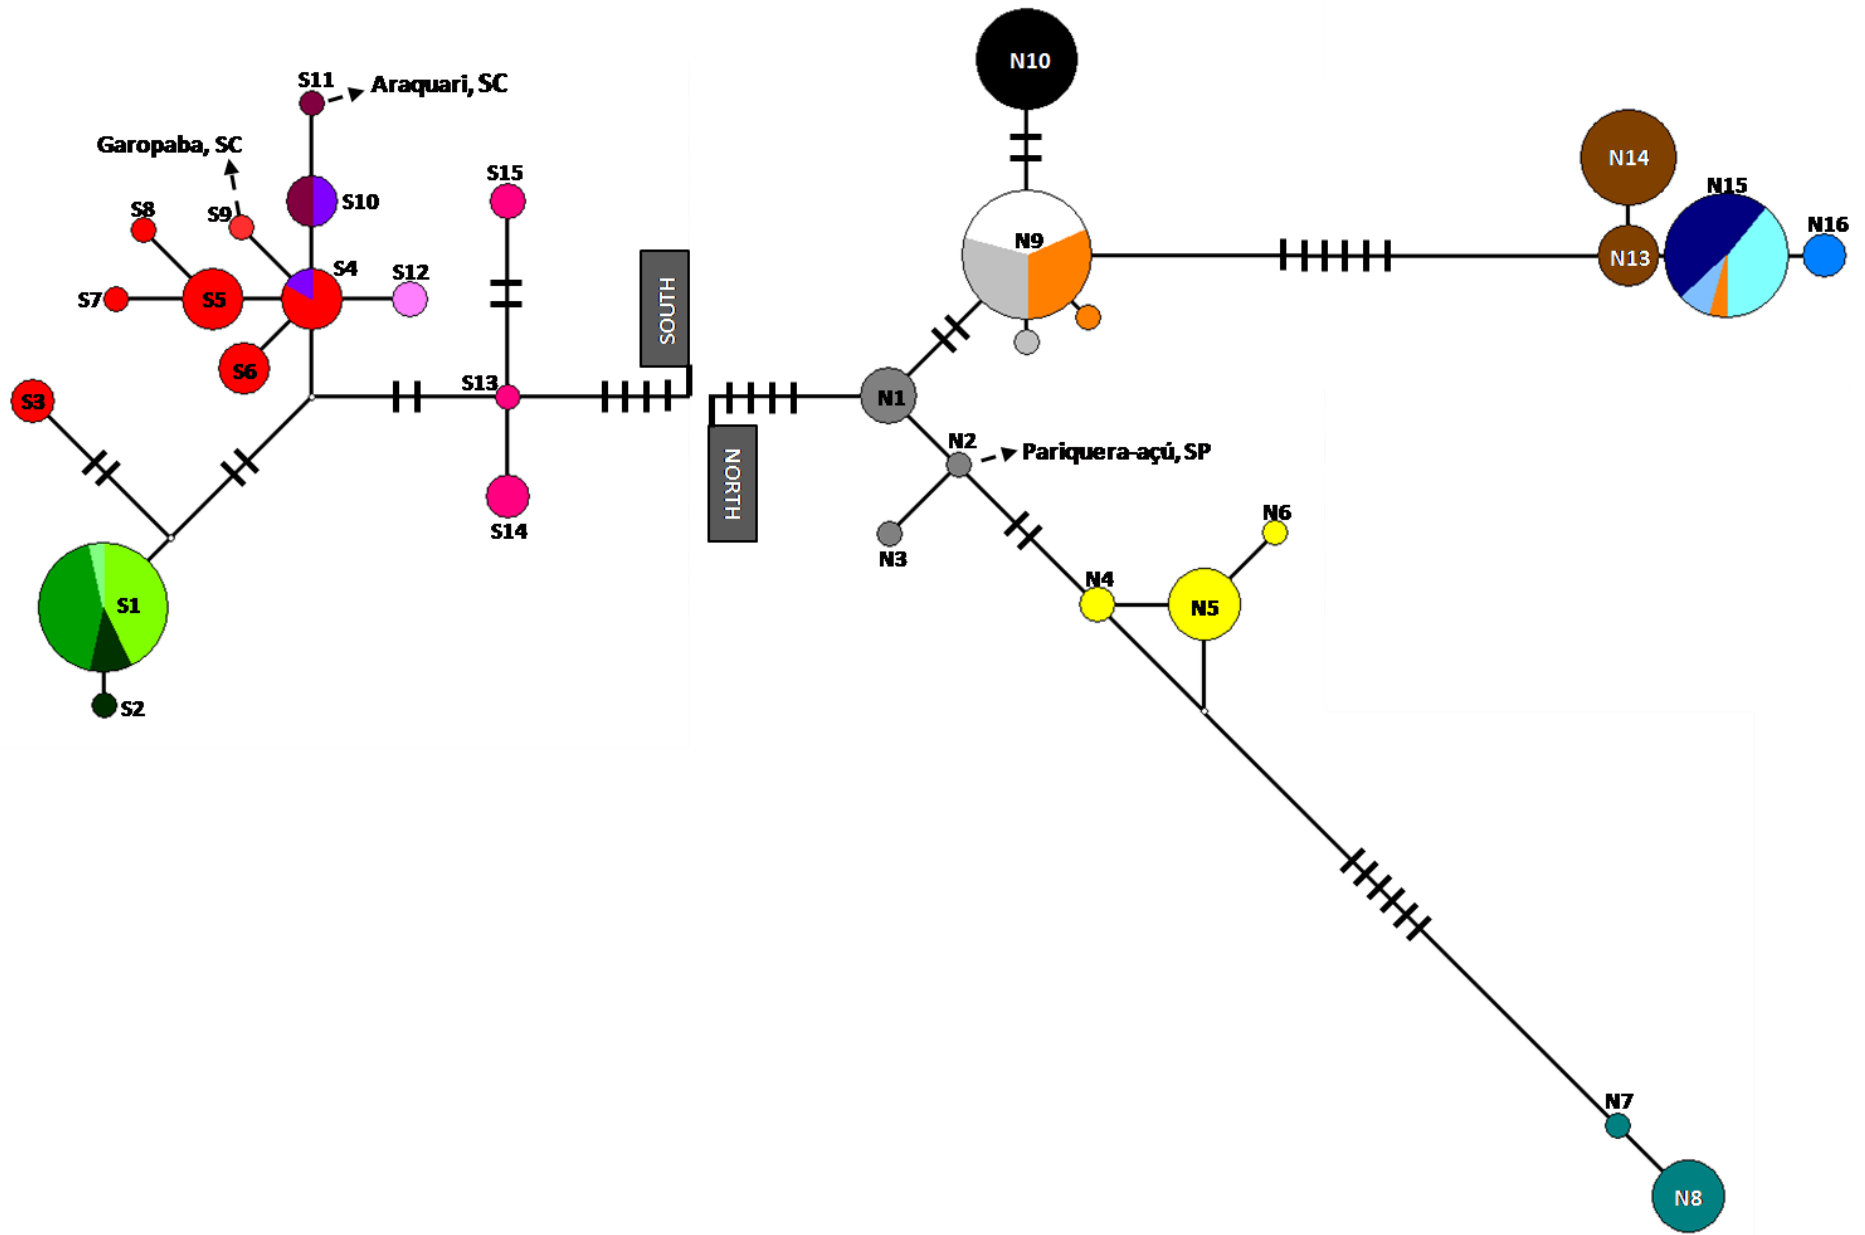 N10
S11
Araquari, SC
Garopaba, SC
N14
S15
N15
S8
S9
S10
N16
N9
N13
S4
S12
S7
S5
SOUTH
S6
S13
N1
S3
N2
Pariquera-açú, SP
NORTH
N6
S14
N3
N4
S1
N5
S2
N7
N8